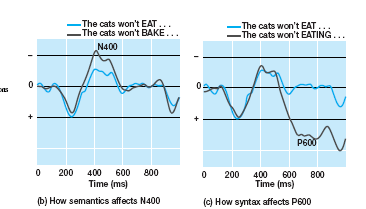 The cats won't EAT . . .
The cats won't BAKE . . .
N400
–
0
+
0 200 400 600 800
Time (ms)
(b) How semantics affects N400
The cats won't EAT . . .
The cats won't EATING . . .
–
0
+
P600
0 200 400 600 800
Time (ms)
(c) How syntax affects P600